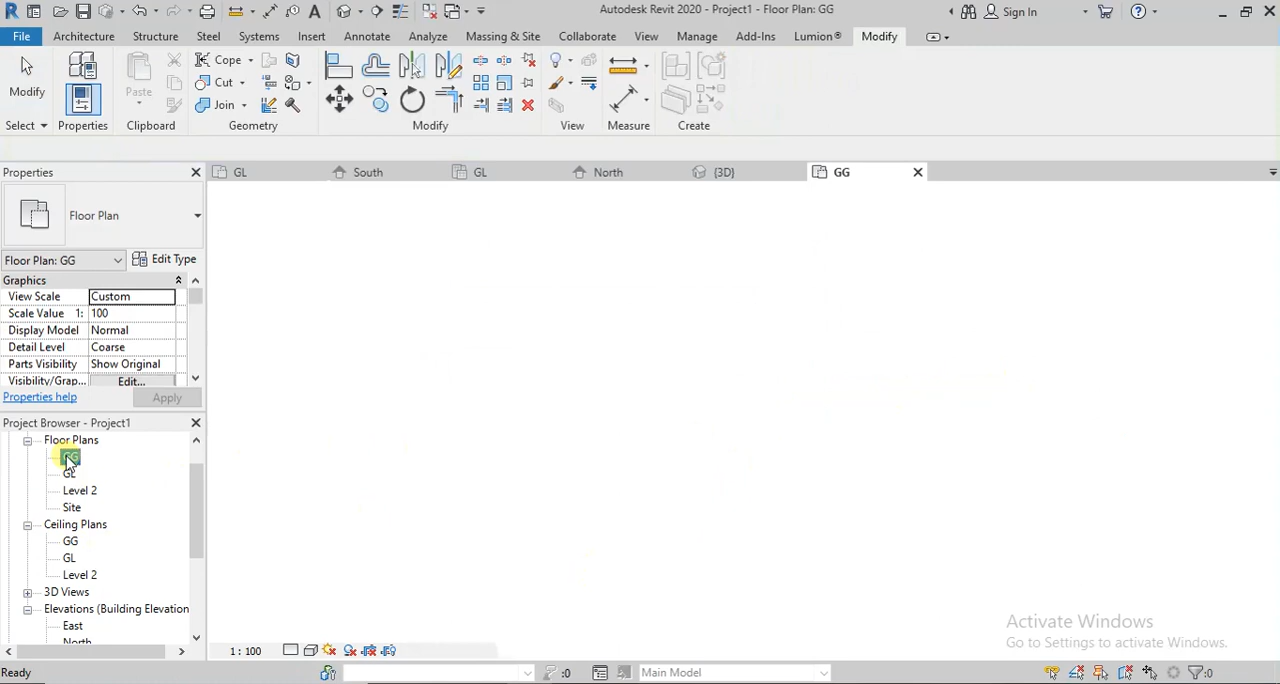 Autodesk Revit 2020 - Project1 - Floor Plan: GG
Sign In
File Architecture Structure Steel Systems Insert Annotate Analyze Massing & Site Collaborate View Manage Add-Ins Lumion® Modify
Modify
Paste
Cope
Cut
Join
Select Properties Clipboard Geometry Modify View Measure Create
Properties
GL South GL North {3D} GG
Floor Plan
Floor Plan: GG Edit Type
Graphics
View Scale Custom
Scale Value 1: 100
Display Model Normal
Detail Level Coarse
Parts Visibility Show Original
Visibility/Grap... Edit...
Properties help Apply
Project Browser - Project1
Floor Plans
GG
GL
Level 2
Site
Ceiling Plans
GG
GL
Level 2
3D Views
Elevations (Building Elevation
East
North
1 : 100
Activate Windows
Go to Settings to activate Windows.
Ready
:0
Main Model
:0